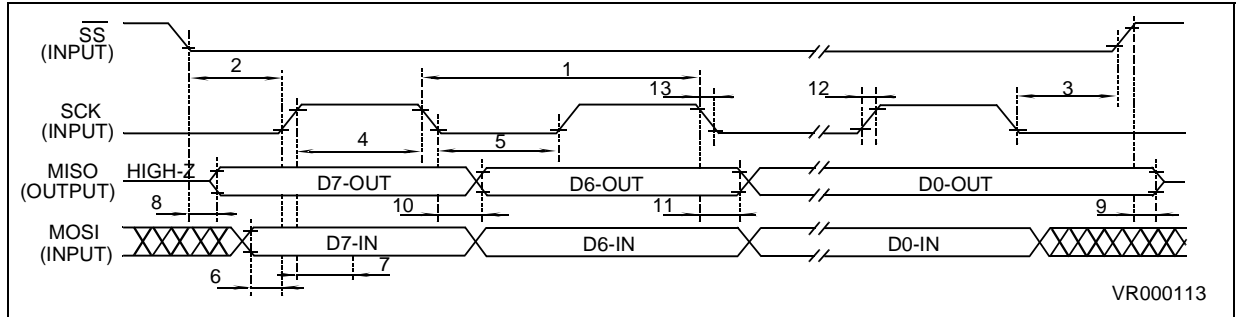 SS
(INPUT)
2
1
13
12
3
SCK
(INPUT)
4
5
MISO
(OUTPUT)
HIGH-Z
D7-OUT
D6-OUT
D0-OUT
8
10
11
9
MOSI
(INPUT)
D7-IN
D6-IN
D0-IN
6
7
VR000113